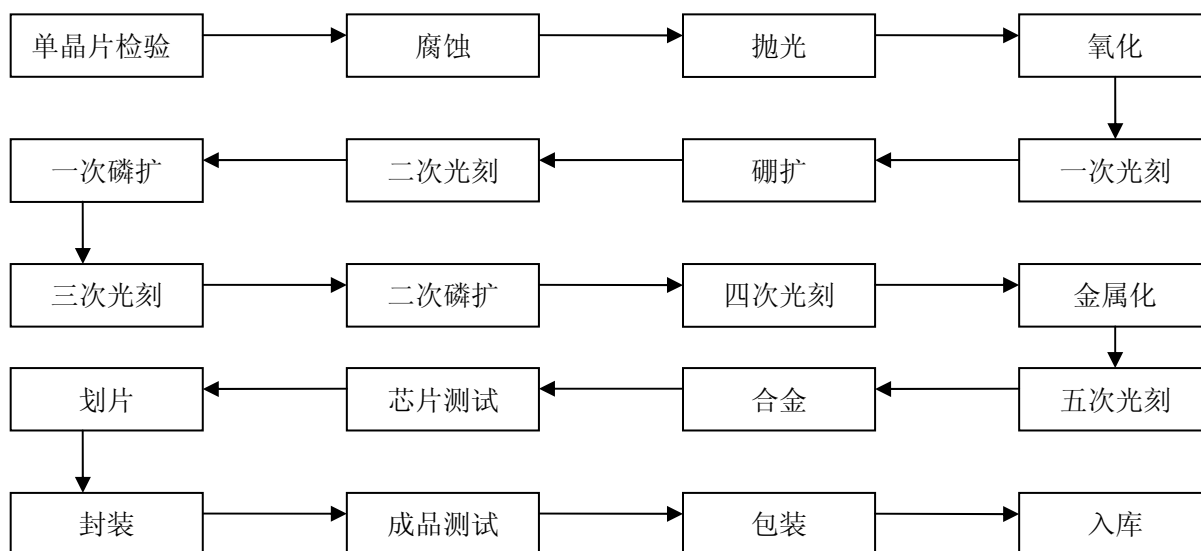 单晶片检验
腐蚀
抛光
氧化
一次磷扩
二次光刻
硼扩
一次光刻
三次光刻
二次磷扩
四次光刻
金属化
划片
芯片测试
合金
五次光刻
封装
成品测试
包装
入库